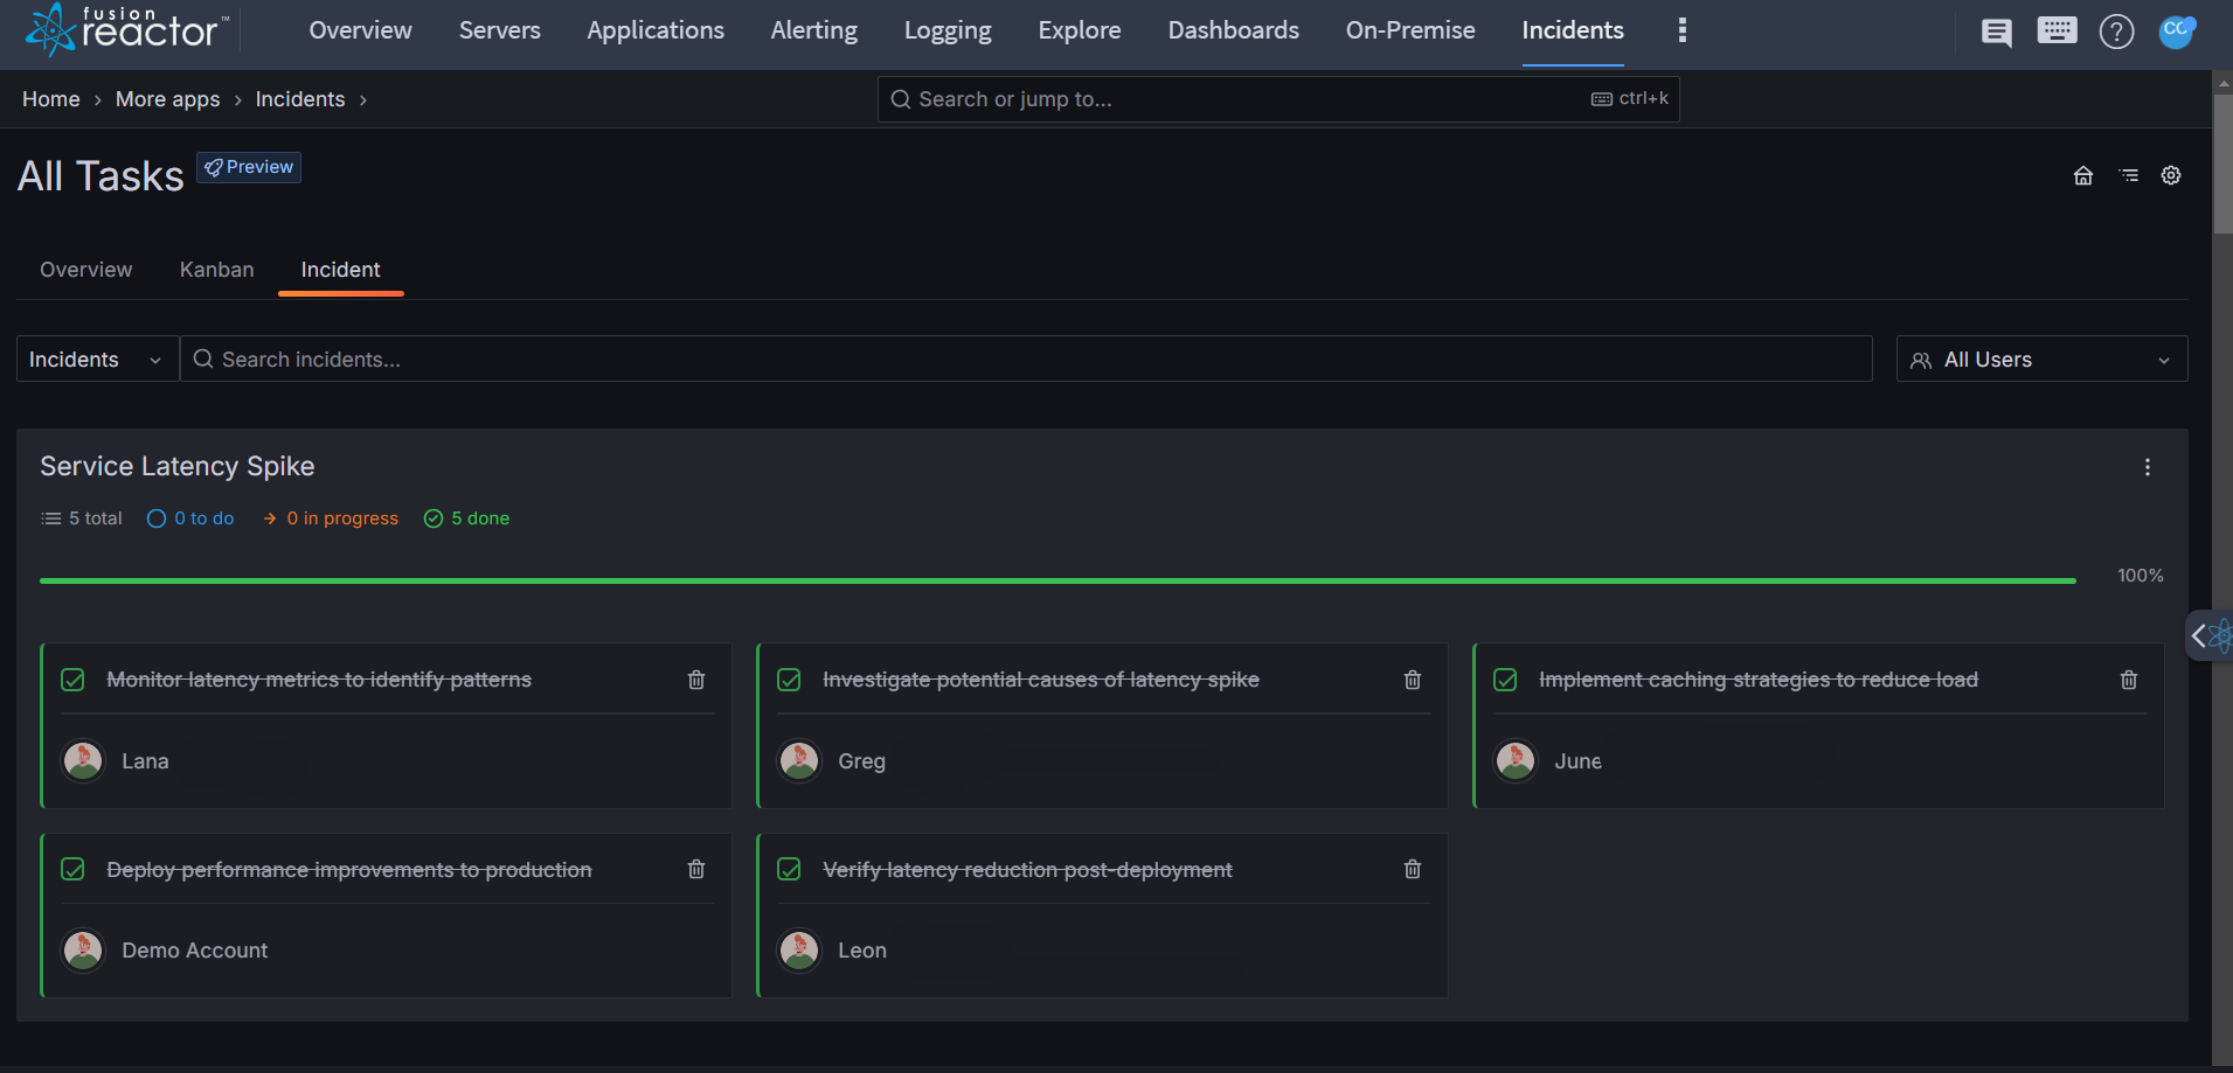 fusion
reactor™
Overview Servers Applications Alerting Logging Explore Dashboards On-Premise Incidents
CC
Home › More apps › Incidents ›
Search or jump to...
ctrl+k
All Tasks
Preview
Overview Kanban Incident
Incidents
Search incidents...
All Users
Service Latency Spike
5 total 0 to do 0 in progress 5 done
100%
Monitor latency metrics to identify patterns
Lana
Investigate potential causes of latency spike
Greg
Implement caching strategies to reduce load
June
Deploy performance improvements to production
Demo Account
Verify latency reduction post-deployment
Leon